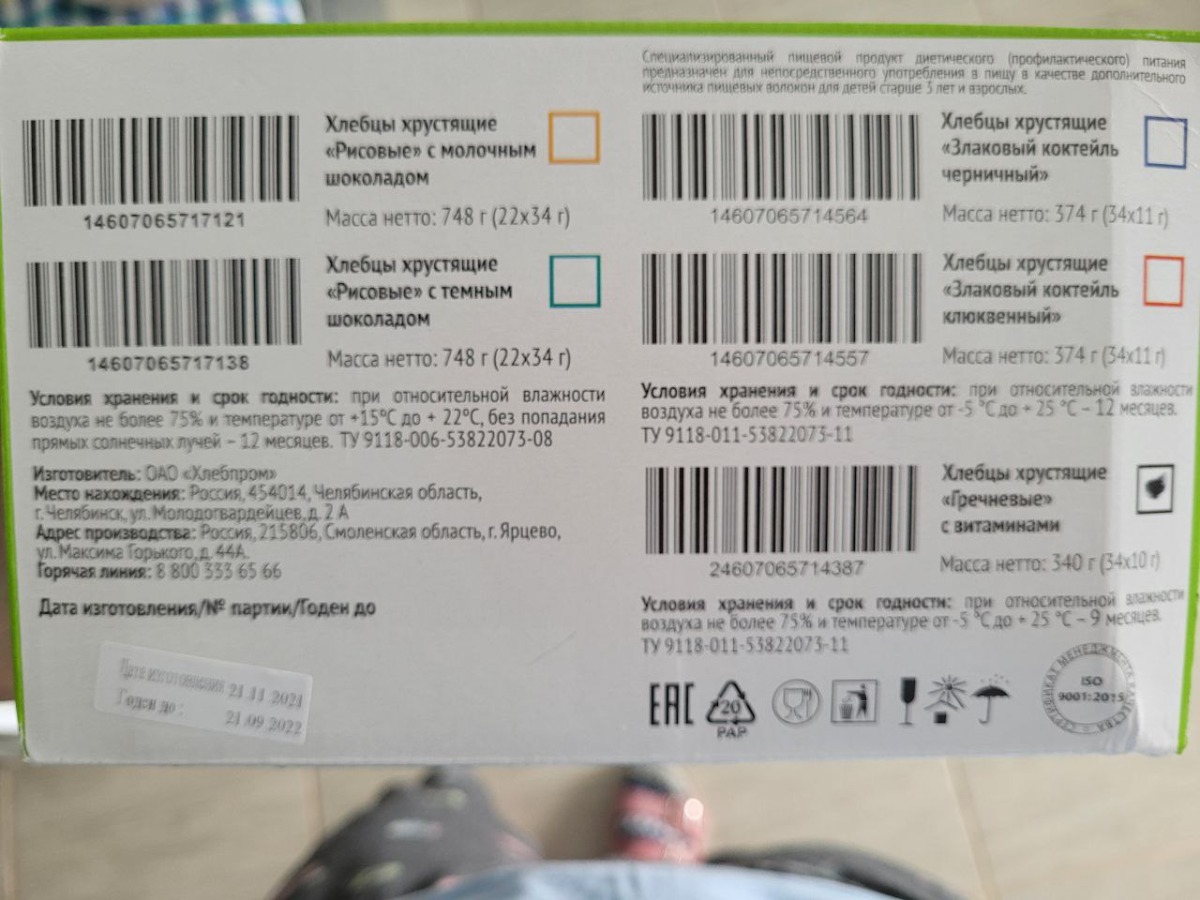 Специализированный пищевой продукт диетического (профилактического) питания
предназначен для непосредственного употребления в пищу в качестве дополнительного
источника пищевых волокон для детей старше 3 лет и взрослых.
Хлебцы хрустящие
«Рисовые» с молочным
шоколадом
14607065717121
Масса нетто: 748 г (22х34 г)
Хлебцы хрустящие
«Рисовые» с темным
шоколадом
14607065717138
Масса нетто: 748 г (22х34 г)
Условия хранения и срок годности: при относительной влажности
воздуха не более 75% и температуре от +15°С до + 22°С, без попадания
прямых солнечных лучей – 12 месяцев. ТУ 9118-006-53822073-08
Изготовитель: ОАО «Хлебпром»
Место нахождения: Россия, 454014, Челябинская область,
г. Челябинск, ул. Молодогвардейцев, д. 2 А
Адрес производства: Россия, 215806, Смоленская область, г. Ярцево,
ул. Максима Горького, д. 44А.
Горячая линия: 8 800 333 65 66
Дата изготовления/№ партии/Годен до
Дата изготовления 21.11.2021
Годен до: 21.09.2022
Хлебцы хрустящие
«Злаковый коктейль
черничный»
14607065714564
Масса нетто: 374 г (34х11 г)
Хлебцы хрустящие
«Злаковый коктейль
клюквенный»
14607065714557
Масса нетто: 374 г (34х11 г)
Условия хранения и срок годности: при относительной влажности
воздуха не более 75% и температуре от -5 °С до + 25 °С – 12 месяцев.
ТУ 9118-011-53822073-11
Хлебцы хрустящие
«Гречневые»
с витаминами
24607065714387
Масса нетто: 340 г (34х10 г)
Условия хранения и срок годности: при относительной влажности
воздуха не более 75% и температуре от -5 °С до + 25 °С – 9 месяцев.
ТУ 9118-011-53822073-11
ЕАС
20
PAP
СЕРТИФИКАТ МЕНЕДЖМЕНТА КАЧЕСТВА
ISO
9001:2015